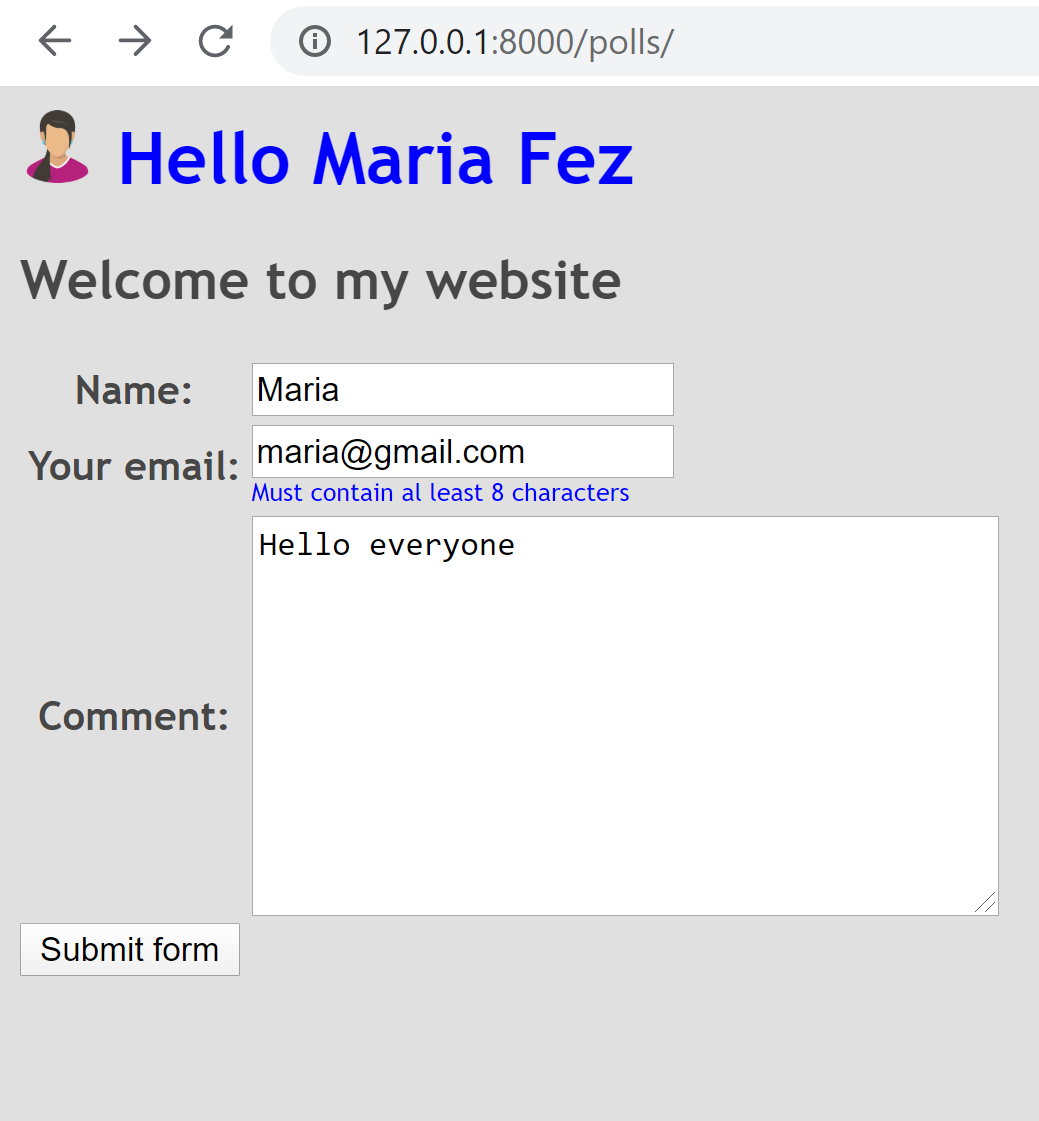 127.0.0.1:8000/polls/
Hello Maria Fez
Welcome to my website
Name: Maria
Your email: maria@gmail.com
Must contain al least 8 characters
Hello everyone
Comment:
Submit form